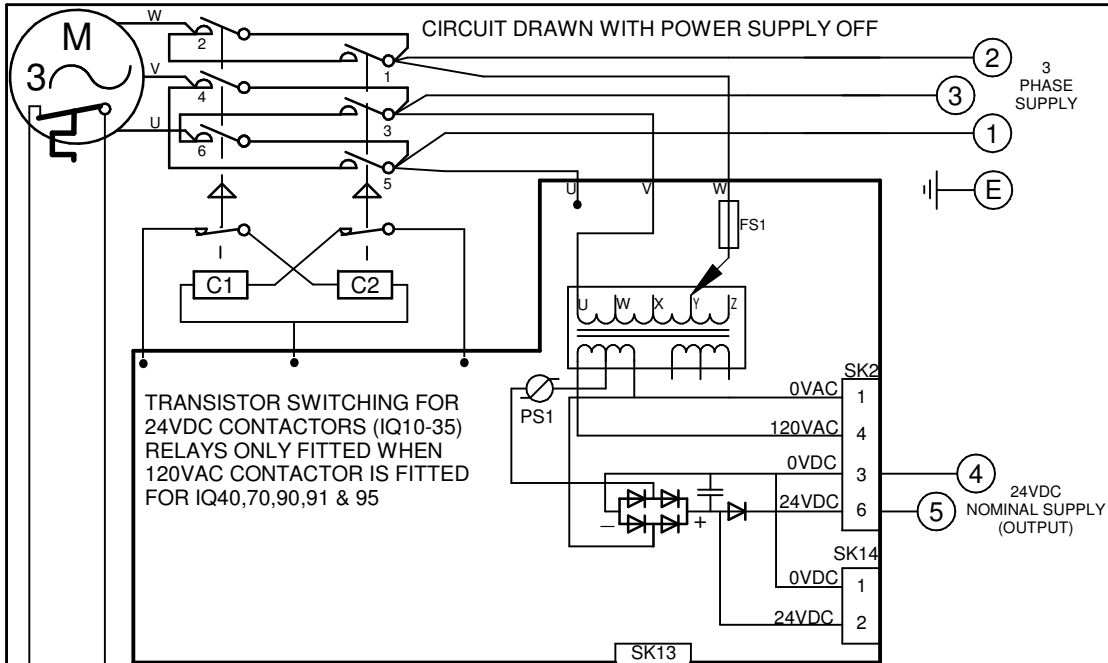 CIRCUIT DRAWN WITH POWER SUPPLY OFF
M
3
W
V
U
2
4
6
1
3
5
2
3
1
E
3
PHASE
SUPPLY
U
V
W
FS1
I
I
C1
C2
U
W
X
Y
Z
TRANSISTOR SWITCHING FOR
24VDC CONTACTORS (IQ10-35)
RELAYS ONLY FITTED WHEN
120VAC CONTACTOR IS FITTED
FOR IQ40,70,90,91 & 95
PS1
SK2
0VAC
1
120VAC
4
0VDC
3
24VDC
6
4
5
24VDC
NOMINAL SUPPLY
(OUTPUT)
–
+
SK14
0VDC
1
24VDC
2
SK13